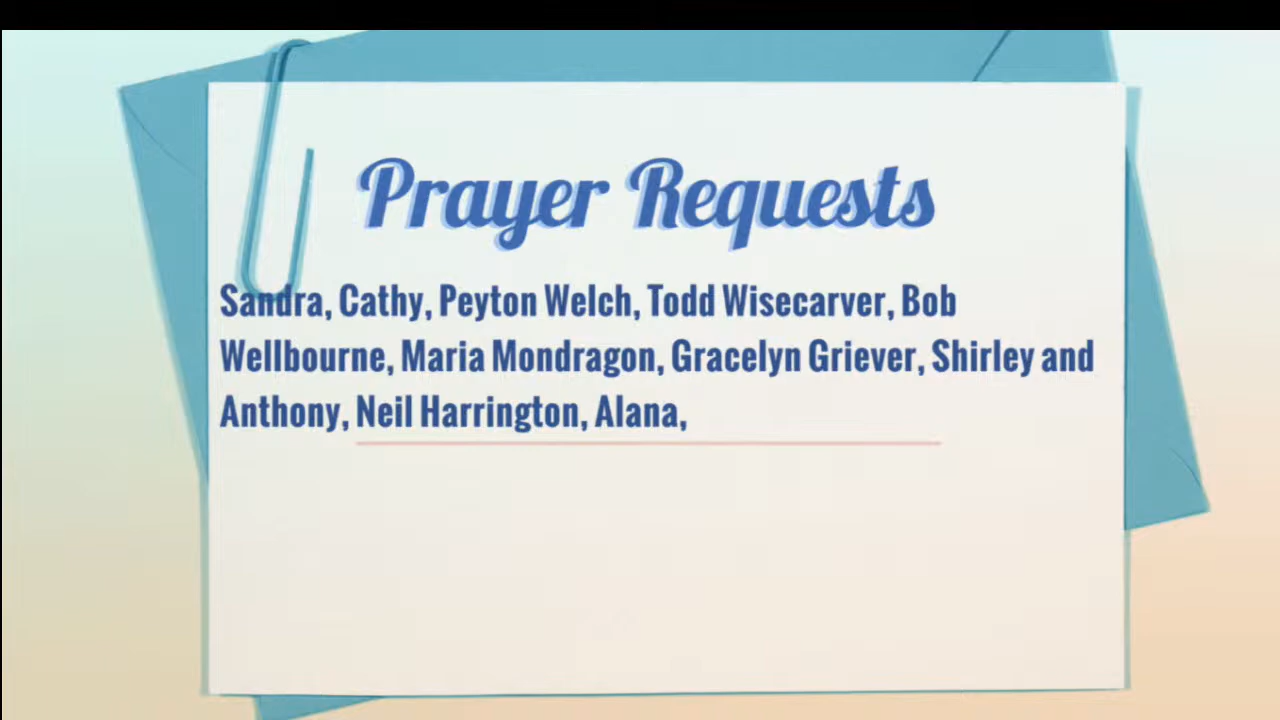 Prayer Requests
Sandra, Cathy, Peyton Welch, Todd Wisecarver, Bob
Wellbourne, Maria Mondragon, Gracelyn Griever, Shirley and
Anthony, Neil Harrington, Alana,